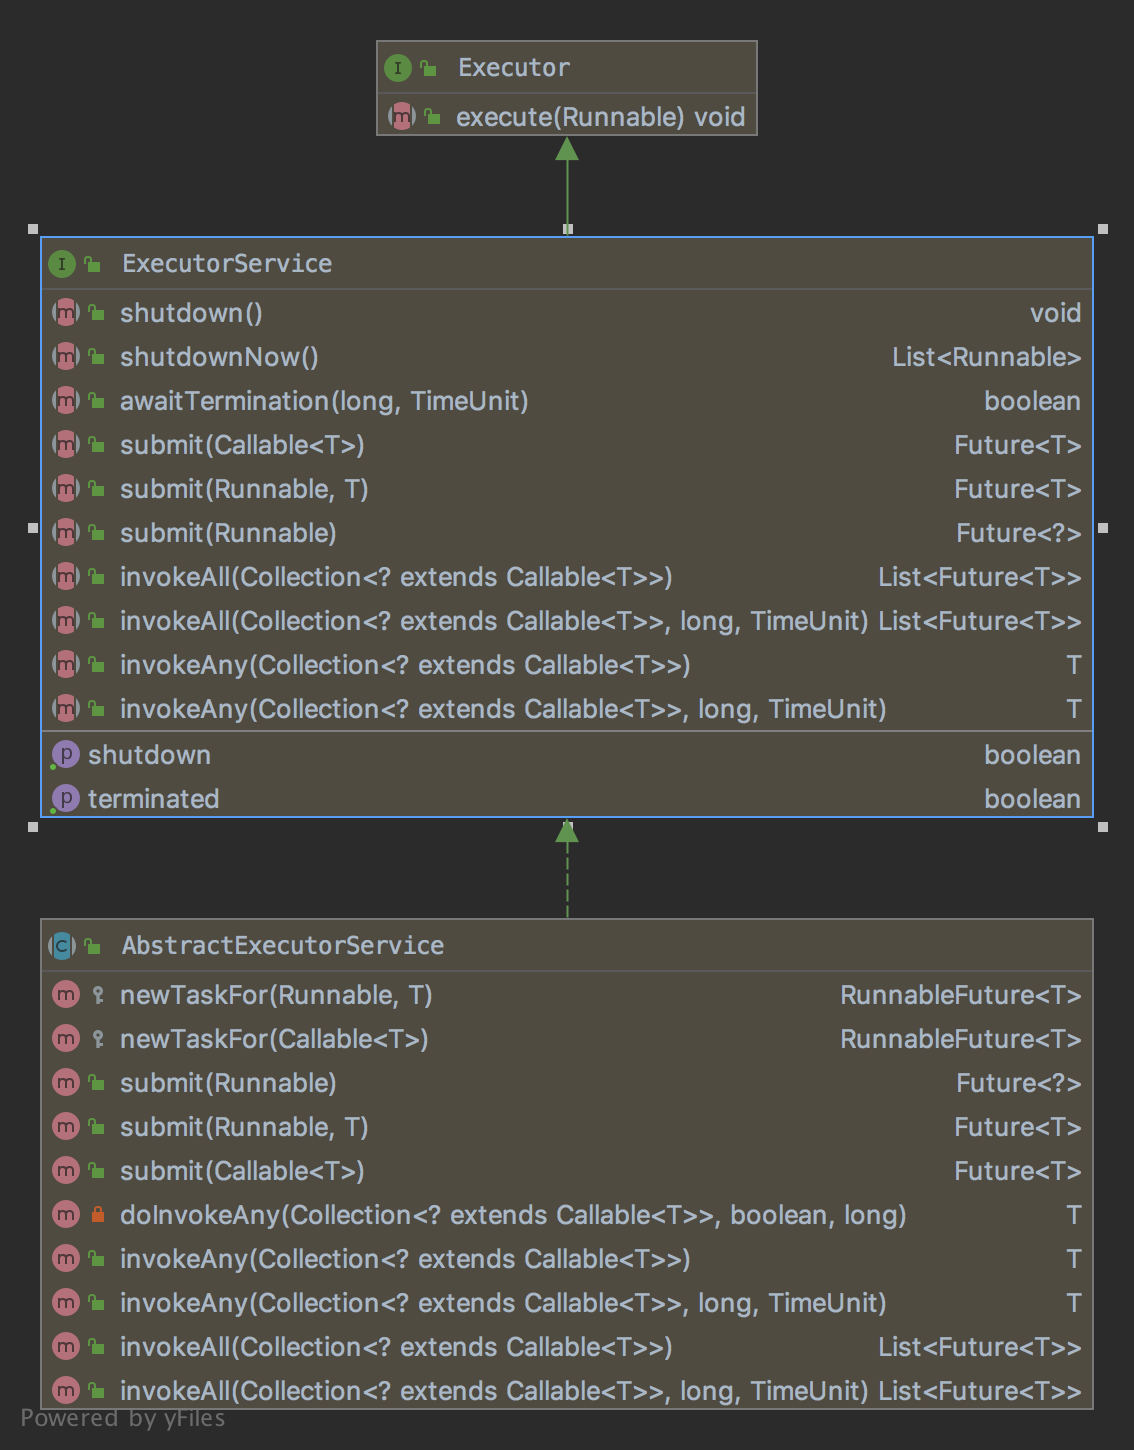 I Executor
m execute(Runnable) void
I ExecutorService
m shutdown() void
m shutdownNow() List<Runnable>
m awaitTermination(long, TimeUnit) boolean
m submit(Callable<T>) Future<T>
m submit(Runnable, T) Future<T>
m submit(Runnable) Future<?>
m invokeAll(Collection<? extends Callable<T>>) List<Future<T>>
m invokeAll(Collection<? extends Callable<T>>, long, TimeUnit) List<Future<T>>
m invokeAny(Collection<? extends Callable<T>>) T
m invokeAny(Collection<? extends Callable<T>>, long, TimeUnit) T
p shutdown boolean
p terminated boolean
C AbstractExecutorService
m newTaskFor(Runnable, T) RunnableFuture<T>
m newTaskFor(Callable<T>) RunnableFuture<T>
m submit(Runnable) Future<?>
m submit(Runnable, T) Future<T>
m submit(Callable<T>) Future<T>
m doInvokeAny(Collection<? extends Callable<T>>, boolean, long) T
m invokeAny(Collection<? extends Callable<T>>) T
m invokeAny(Collection<? extends Callable<T>>, long, TimeUnit) T
m invokeAll(Collection<? extends Callable<T>>) List<Future<T>>
m invokeAll(Collection<? extends Callable<T>>, long, TimeUnit) List<Future<T>>
Powered by yFiles